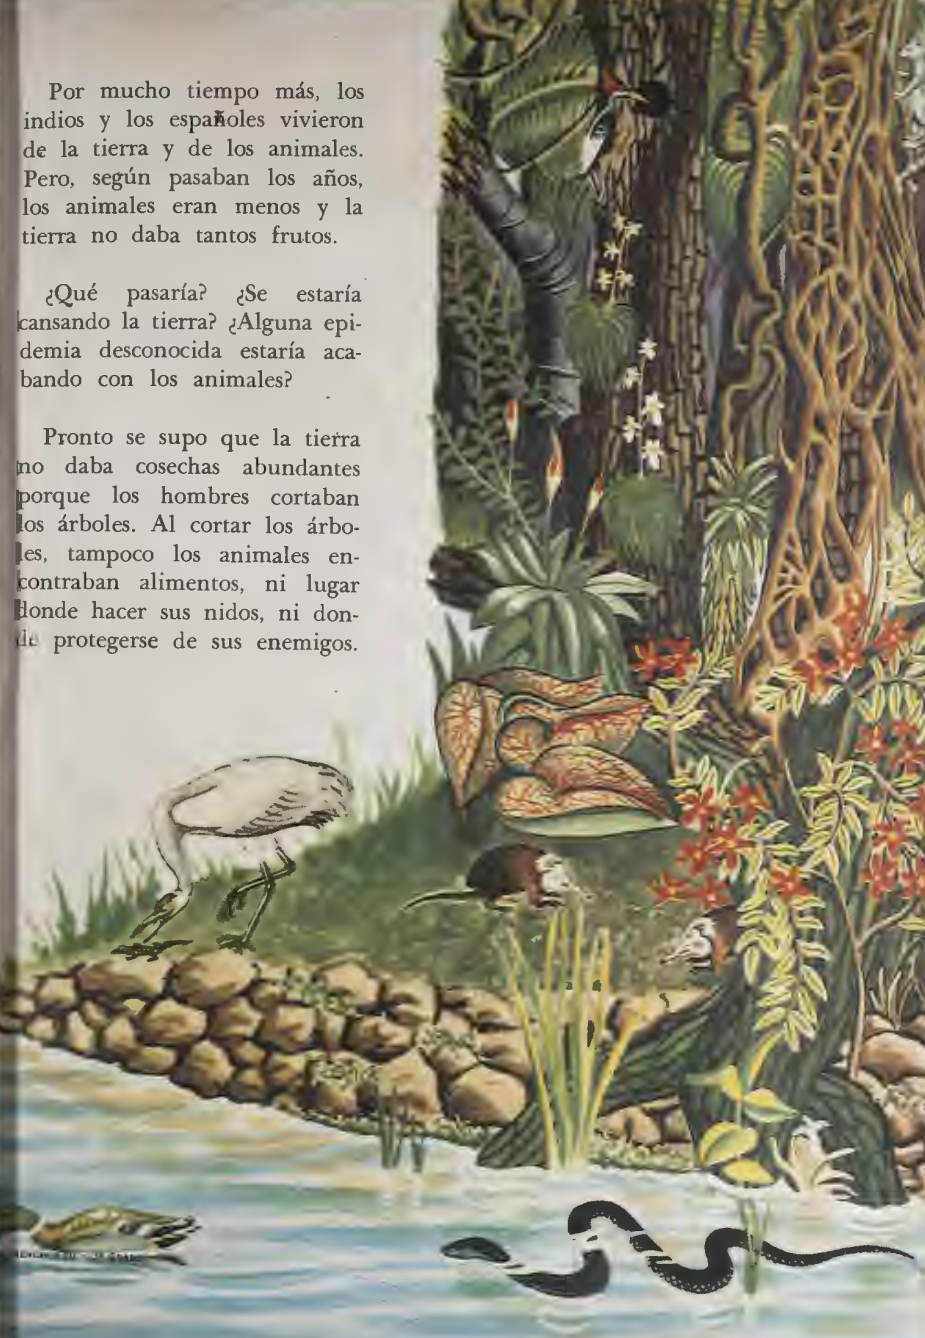 Por mucho tiempo más, los
indios y los españoles vivieron
de la tierra y de los animales.
Pero, según pasaban los años,
los animales eran menos y la
tierra no daba tantos frutos.
¿Qué pasaría? ¿Se estaría
cansando la tierra? ¿Alguna epi-
demia desconocida estaría aca-
bando con los animales?
Pronto se supo que la tierra
no daba cosechas abundantes
porque los hombres cortaban
los árboles. Al cortar los árbo-
les, tampoco los animales en-
contraban alimentos, ni lugar
donde hacer sus nidos, ni don-
de protegerse de sus enemigos.